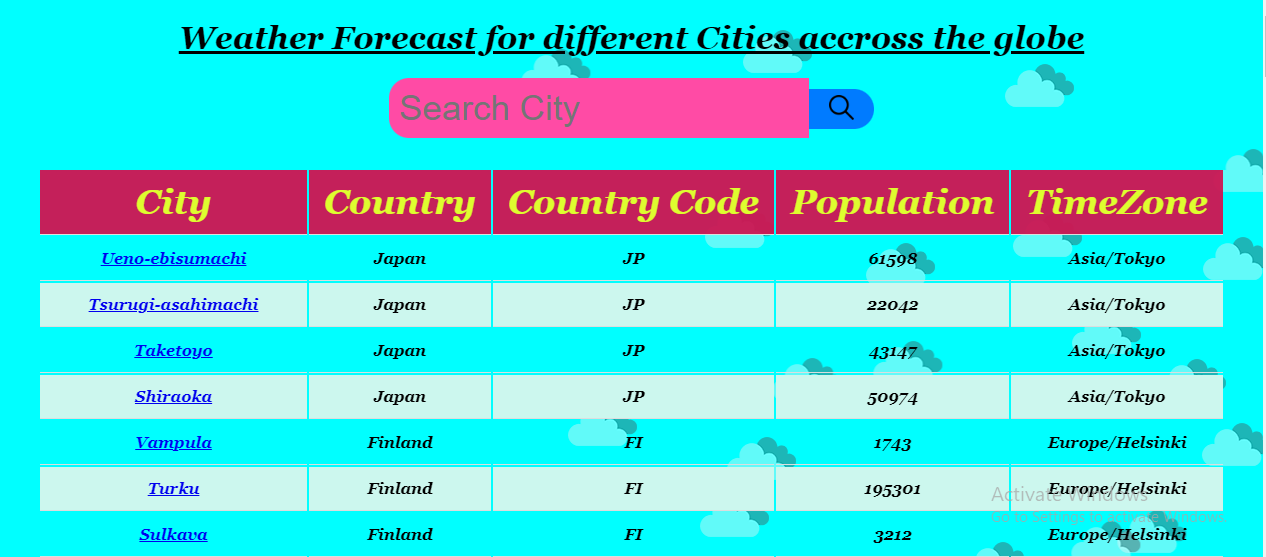 Weather Forecast for different Cities accross the globe
Search City
City Country Country Code Population TimeZone
Ueno-ebisumachi Japan JP 61598 Asia/Tokyo
Tsurugi-asahimachi Japan JP 22042 Asia/Tokyo
Taketoyo Japan JP 43147 Asia/Tokyo
Shiraoka Japan JP 50974 Asia/Tokyo
Vampula Finland FI 1743 Europe/Helsinki
Turku Finland FI 195301 Europe/Helsinki
Activate Windows
Go to Settings to activate Windows.
Sulkava Finland FI 3212 Europe/Helsinki